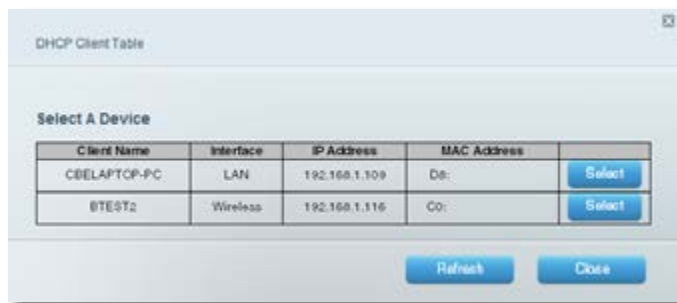 DHCP Client Table
Select A Device
Client Name Interface IP Address MAC Address
CBELAPTOP-PC LAN 192.168.1.109 D8: Select
BTEST2 Wireless 192.168.1.116 C0: Select
Refresh Close